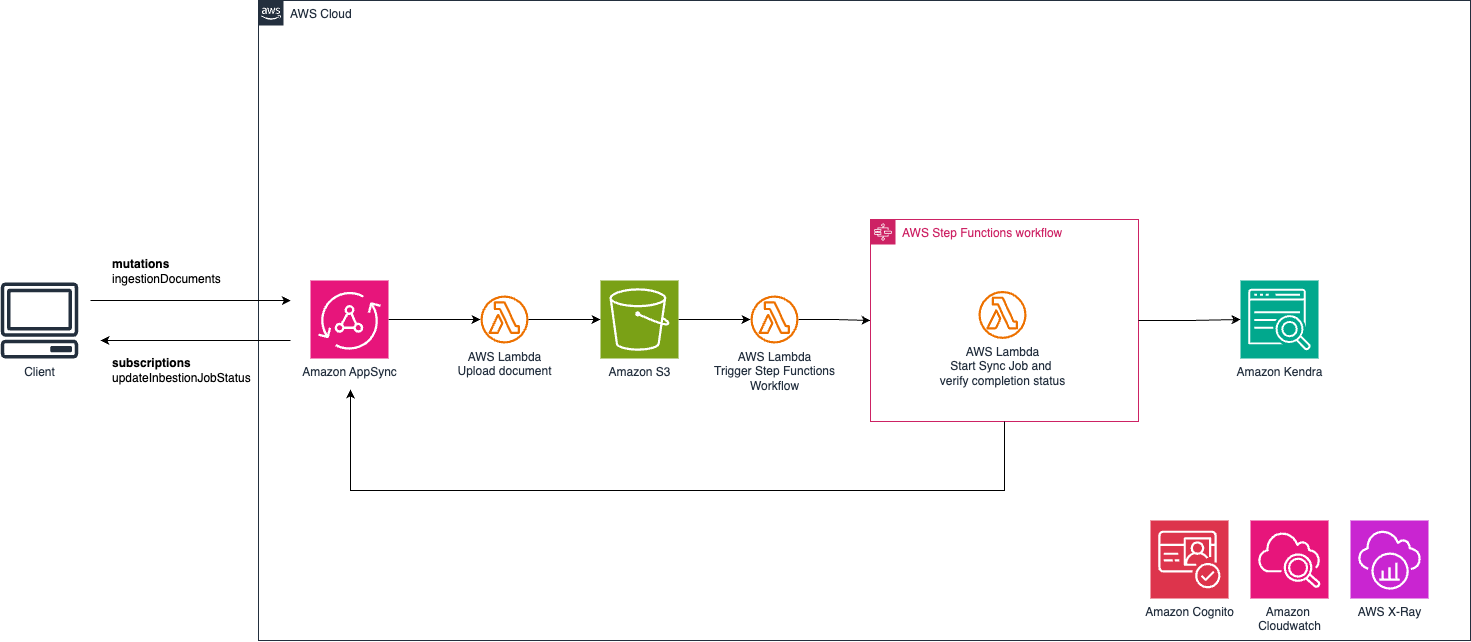 aws
AWS Cloud
AWS Step Functions workflow
mutations
ingestionDocuments
subscriptions
updateInbestionJobStatus
Client
Amazon AppSync
AWS Lambda
Upload document
Amazon S3
AWS Lambda
Trigger Step Functions
Workflow
AWS Lambda
Start Sync Job and
verify completion status
Amazon Kendra
Amazon Cognito
Amazon
Cloudwatch
AWS X-Ray